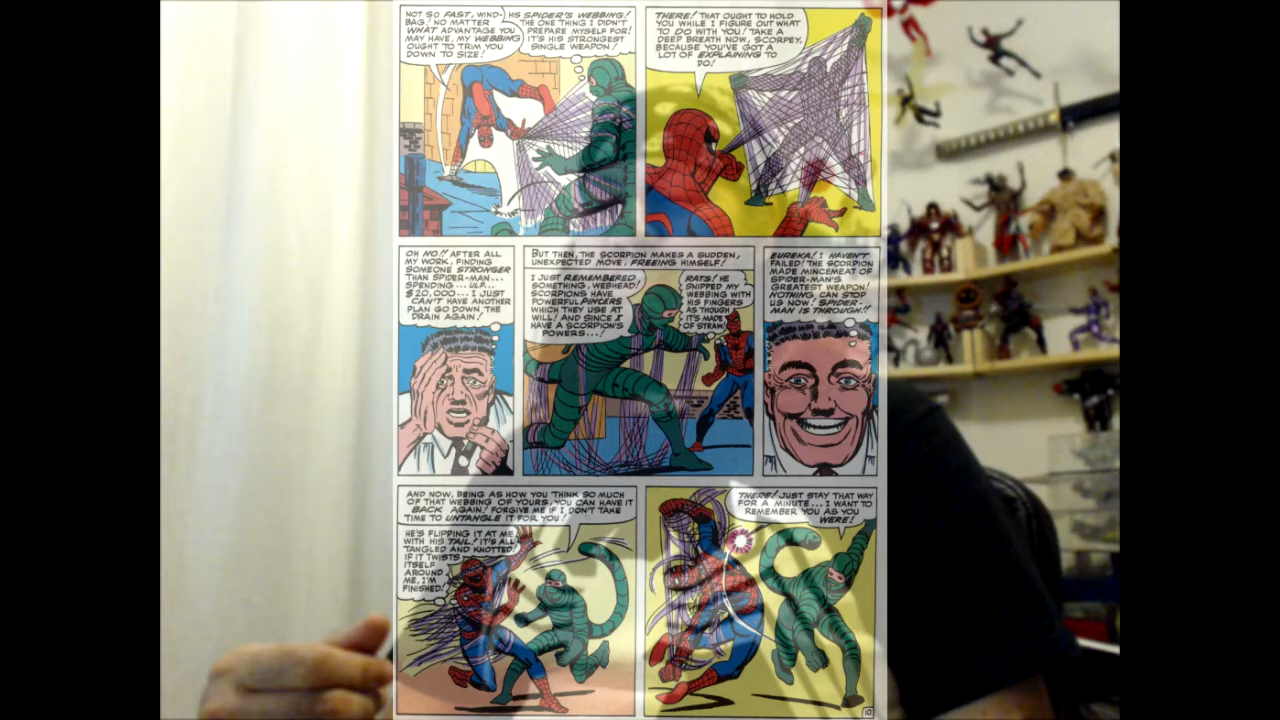 NOT SO FAST, WIND-
BAG! NO MATTER
WHAT ADVANTAGE YOU
MAY HAVE, MY WEBBING
OUGHT TO TRIM YOU
DOWN TO SIZE!
HIS SPIDER'S WEBBING!
THE ONE THING I DIDN'T
PREPARE MYSELF FOR!
IT'S HIS STRONGEST
SINGLE WEAPON!
THERE! THAT OUGHT TO HOLD
YOU WHILE I FIGURE OUT WHAT
TO DO WITH YOU! TAKE A
DEEP BREATH NOW, SCORPEY,
BECAUSE YOU'VE GOT A
LOT OF EXPLAINING TO
DO!
OH NO!! AFTER ALL
MY WORK, FINDING
SOMEONE STRONGER
THAN SPIDER-MAN...
SPENDING...ULP...
$20,000...I JUST
CAN'T HAVE ANOTHER
PLAN GO DOWN THE
DRAIN AGAIN!
BUT THEN, THE SCORPION MAKES A SUDDEN,
UNEXPECTED MOVE, FREEING HIMSELF!
I JUST REMEMBERED
SOMETHING, WEBHEAD!
SCORPIONS HAVE
POWERFUL PINCERS
WHICH THEY USE AT
WILL! AND SINCE I
HAVE A SCORPION'S
POWERS...!
RATS! HE
SNIPPED MY
WEBBING WITH
HIS FINGERS
AS THOUGH
IT'S MADE
OF STRAW!
EUREKA! I HAVEN'T
FAILED! THE SCORPION
MADE MINCEMEAT OF
SPIDER-MAN'S
GREATEST WEAPON!
NOTHING CAN STOP
US NOW! SPIDER-
MAN IS THROUGH!!
AND NOW, BEING AS HOW YOU THINK SO MUCH
OF THAT WEBBING OF YOURS, YOU CAN HAVE IT
BACK AGAIN! FORGIVE ME IF I DON'T TAKE
TIME TO UNTANGLE IT FOR YOU!
HE'S FLIPPING IT AT ME
WITH HIS TAIL! IT'S ALL
TANGLED AND KNOTTED!
IF IT TWISTS
ITSELF
AROUND
ME, I'M
FINISHED!
THERE! JUST STAY THAT WAY
FOR A MINUTE...I WANT TO
REMEMBER YOU AS YOU
WERE!
10